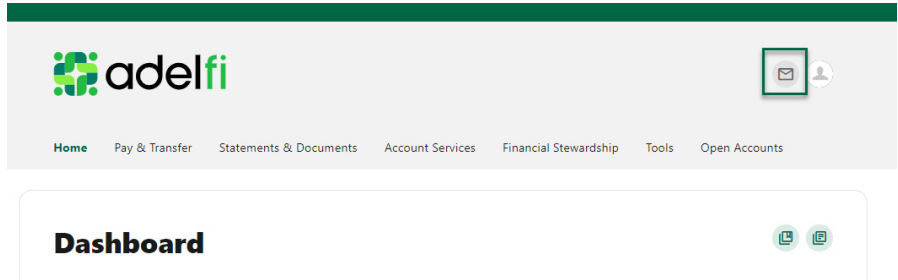 adelfi
Home Pay & Transfer Statements & Documents Account Services Financial Stewardship Tools Open Accounts
Dashboard